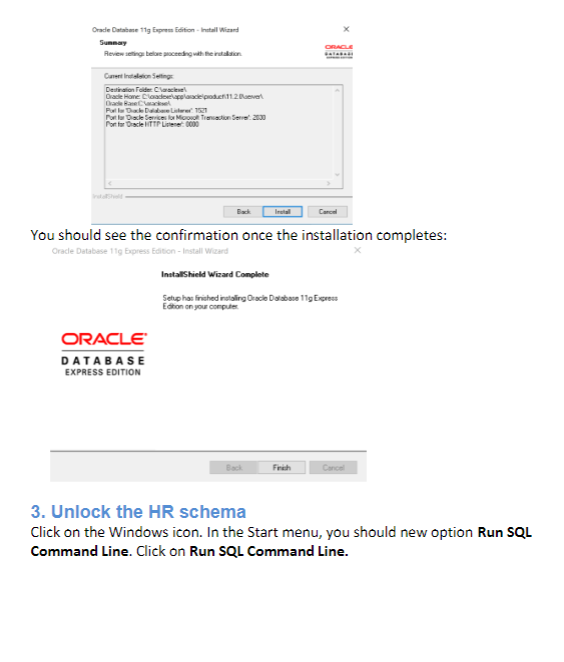 Oracle Database 11g Express Edition - Install Wizard
Summary
Review settings before proceeding with the installation.
ORACLE
DATABASE
Current Installation Settings:
Destination Folder: C:\oraclexe\
Oracle Home: C:\oraclexe\app\oracle\product\11.2.0\server\
Oracle Base:C:\oraclexe\
Port for 'Oracle Database Listener': 1521
Port for 'Oracle Services for Microsoft Transaction Server': 2030
Port for 'Oracle HTTP Listener':
InstallShield
Back Install Cancel
You should see the confirmation once the installation completes:
Oracle Database 11g Express Edition - Install Wizard
InstallShield Wizard Complete
Setup has finished installing Oracle Database 11g Express
Edition on your computer.
ORACLE
DATABASE
EXPRESS EDITION
Back Finish Cancel
3. Unlock the HR schema
Click on the Windows icon. In the Start menu, you should new option Run SQL
Command Line. Click on Run SQL Command Line.